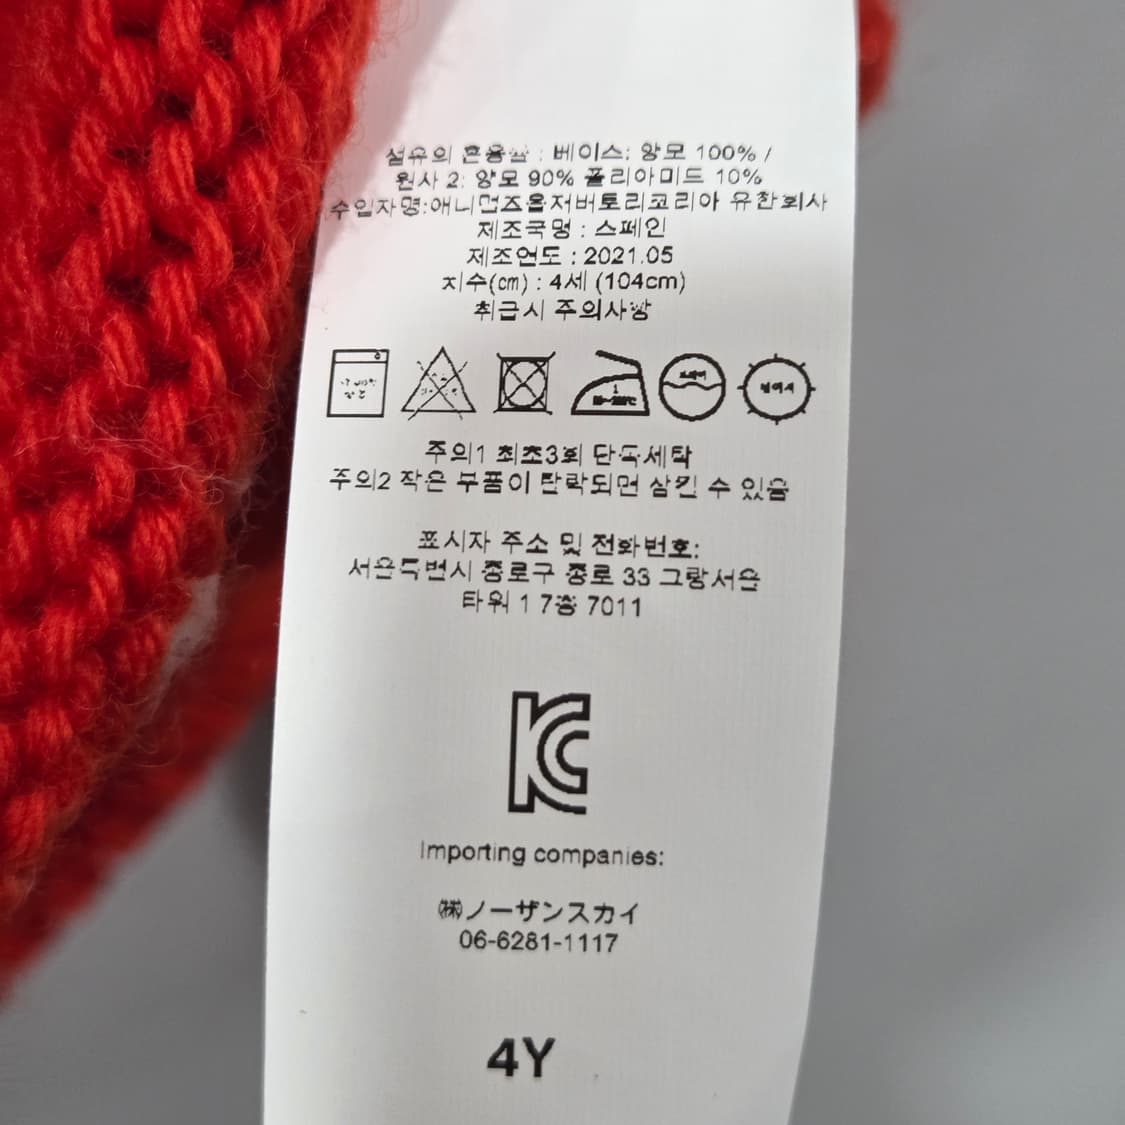 섬유의 혼용율 : 베이스: 양모 100% /
원사 2: 양모 90% 폴리아미드 10%
수입자명:애니먼즈옵저버토리코리아 유한회사
제조국명 : 스페인
제조연도 : 2021.05
치수(cm) : 4세 (104cm)
취급시 주의사항
드라이
주의1 최초3회 단독세탁
주의2 작은 부품이 탈락되면 삼킬 수 있음
표시자 주소 및 전화번호:
서울특별시 종로구 종로 33 그랑서울
타워 1 7층 7011
KC
Importing companies:
㈱ノーザンスカイ
06-6281-1117
4Y